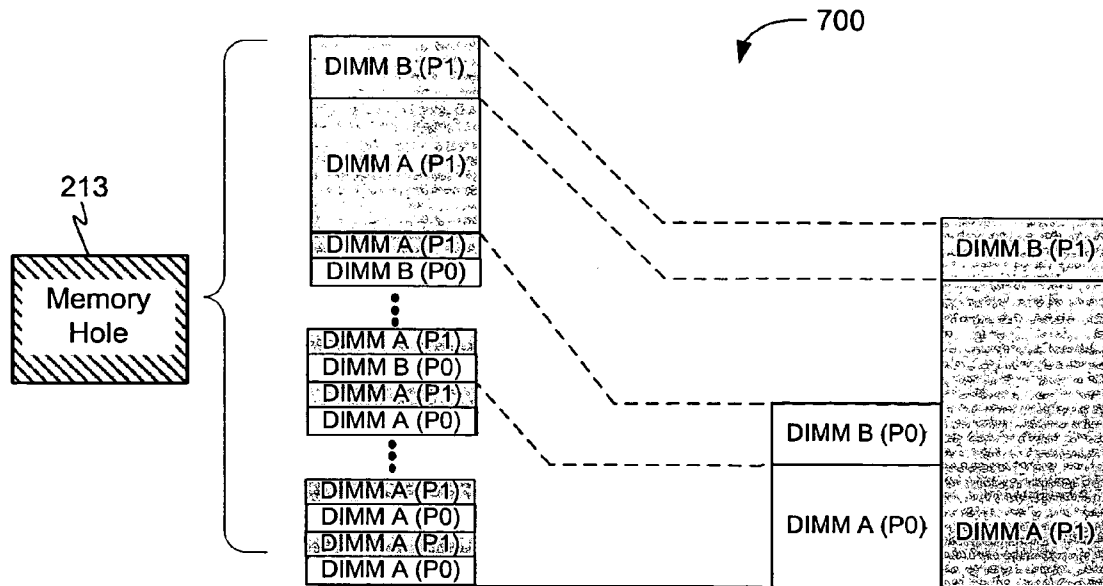 700
DIMM B (P1)
DIMM A (P1)
213
Memory
Hole
DIMM A (P1)
DIMM B (P0)
DIMM A (P1)
DIMM B (P0)
DIMM A (P1)
DIMM A (P0)
DIMM A (P1)
DIMM A (P0)
DIMM A (P1)
DIMM A (P0)
DIMM B (P0)
DIMM A (P0)
DIMM B (P1)
DIMM A (P1)